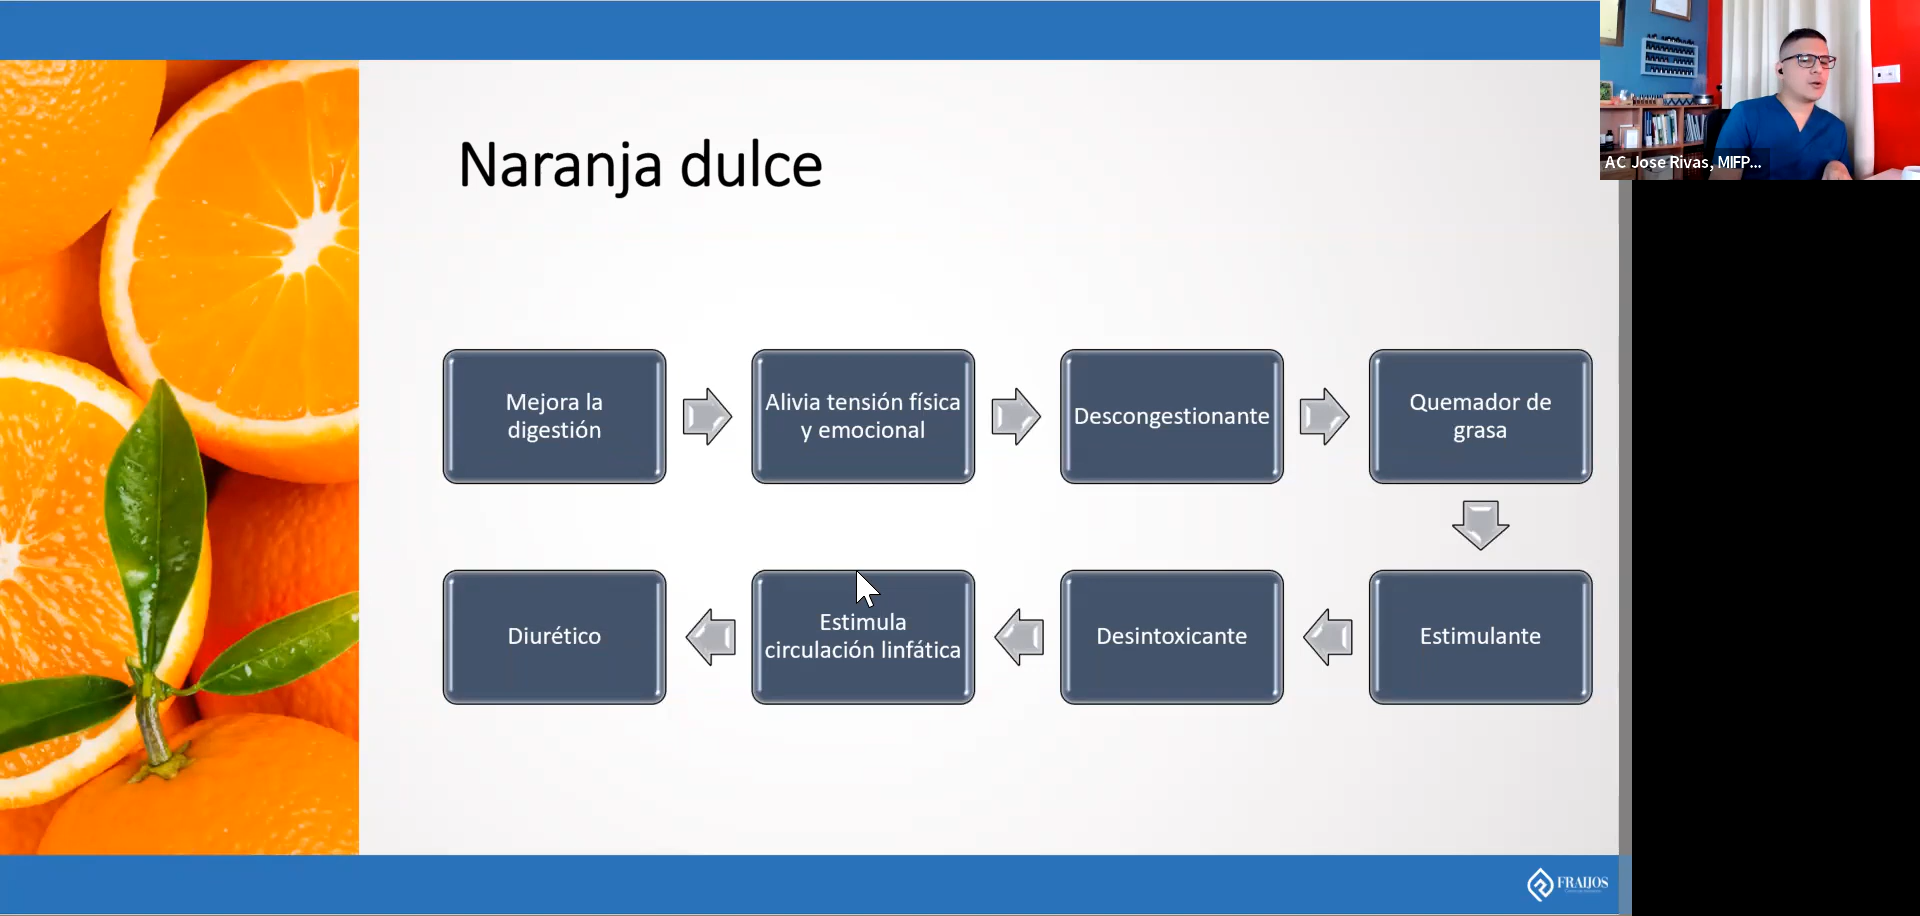 AC Jose Rivas, MIFP...
Naranja dulce
Mejora la
digestión
Alivia tensión física
y emocional
Descongestionante
Quemador de
grasa
Estimulante
Desintoxicante
Estimula
circulación linfática
Diurético
FRAIJOS